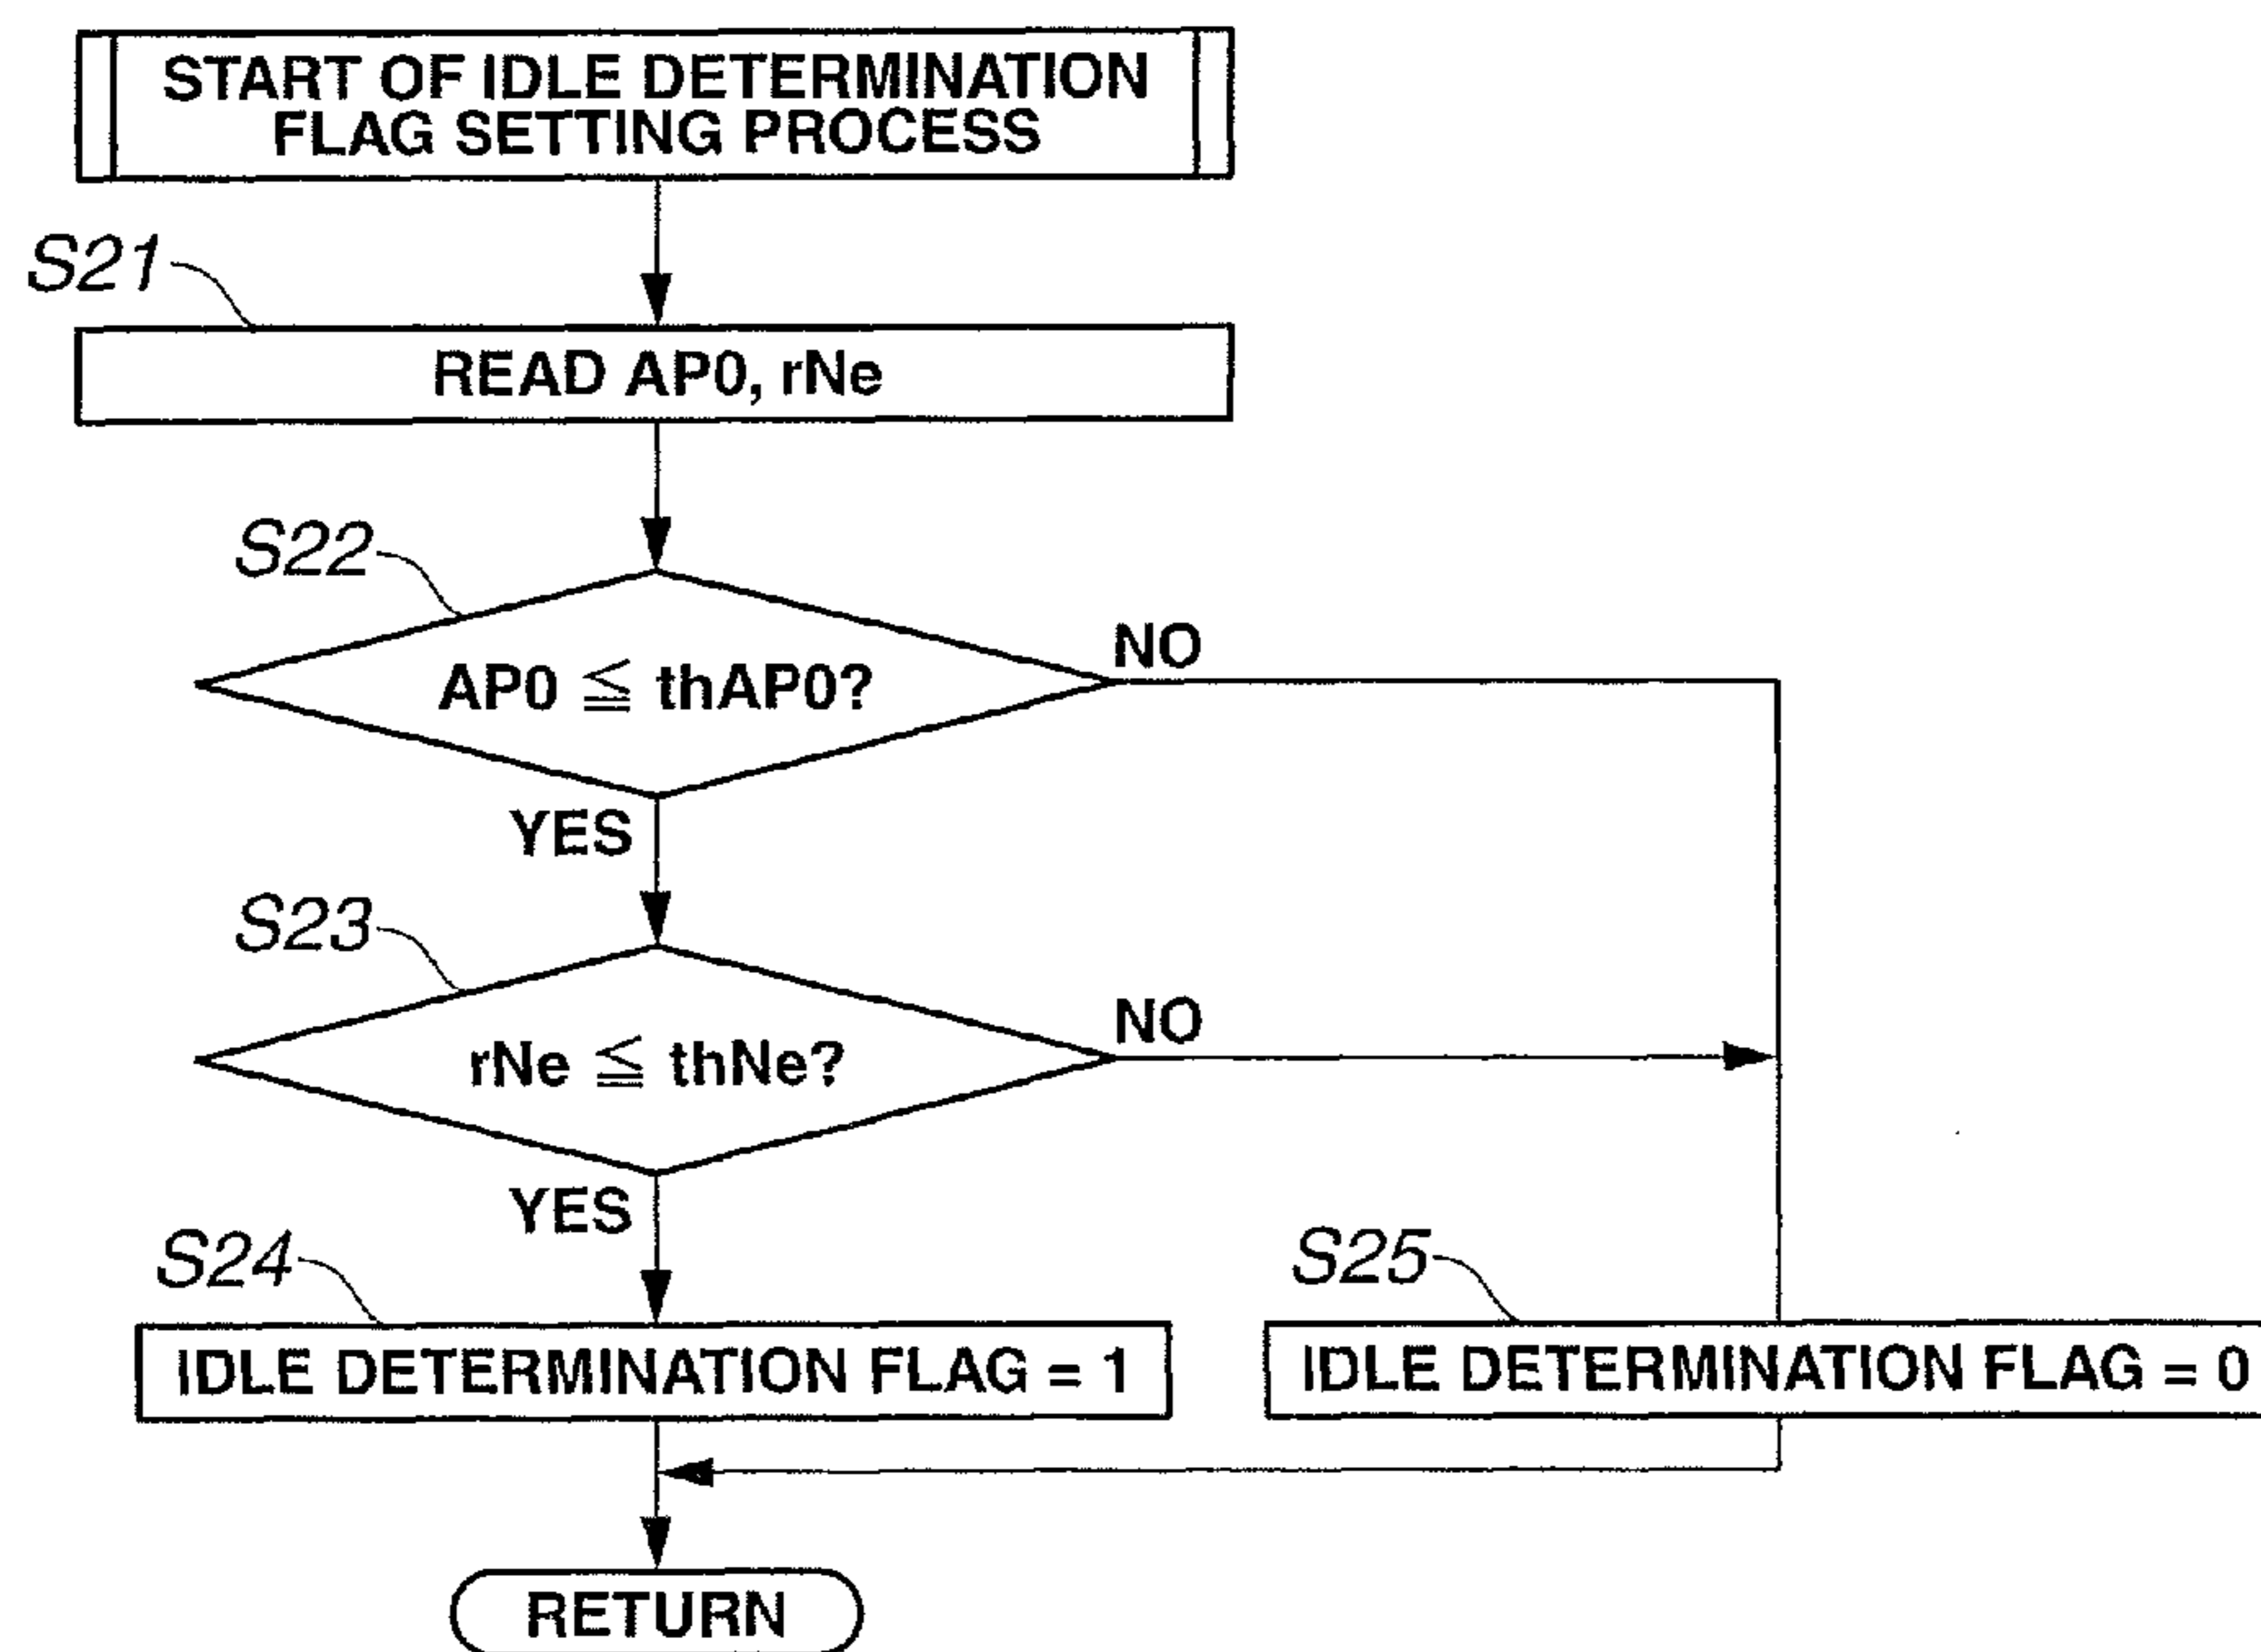 START OF IDLE DETERMINATION
FLAG SETTING PROCESS
S21
READ AP0, rNe
S22
AP0 ≦ thAP0?
NO
YES
S23
rNe ≦ thNe?
NO
YES
S24
IDLE DETERMINATION FLAG = 1
S25
IDLE DETERMINATION FLAG = 0
RETURN